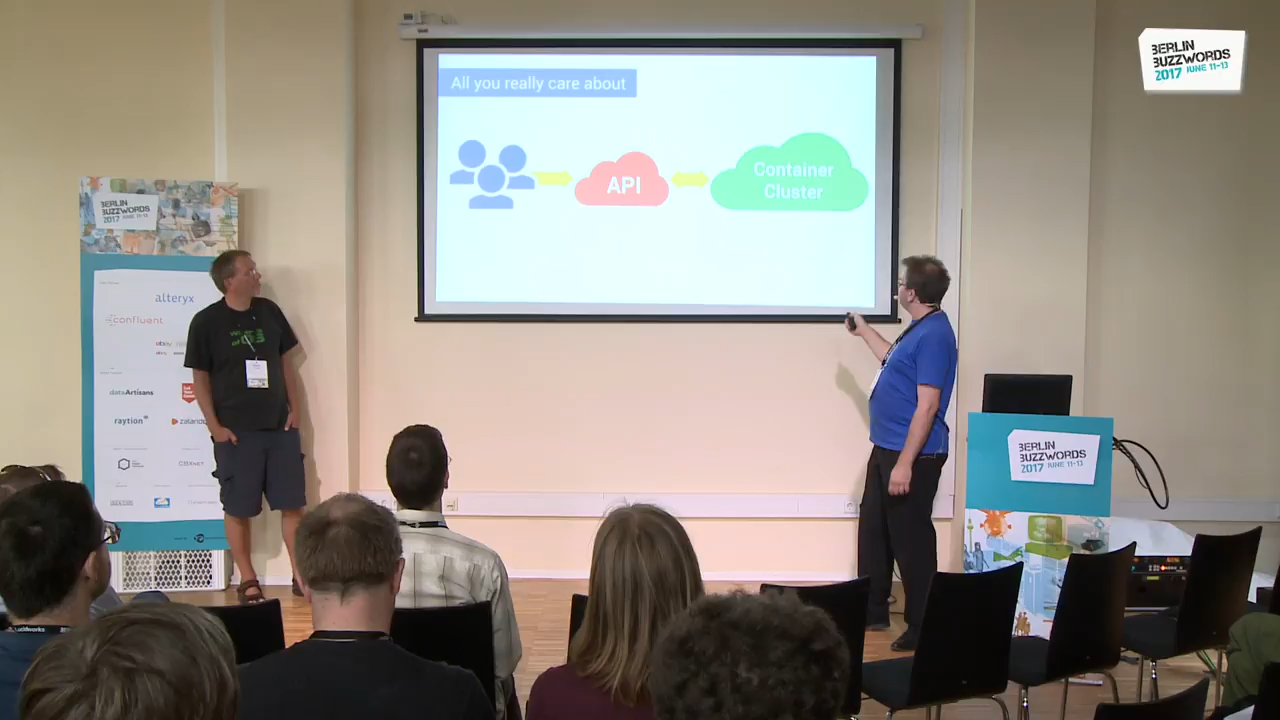 All you really care about
API
Container
Cluster
BERLIN
BUZZWORDS
2017 JUNE 11-13
BERLIN
BUZZWORDS
2017 JUNE 11-13
alteryx
confluent
ebay
dataArtisans
raytion
zalando
BERLIN
BUZZWORDS
2017 JUNE 11-13